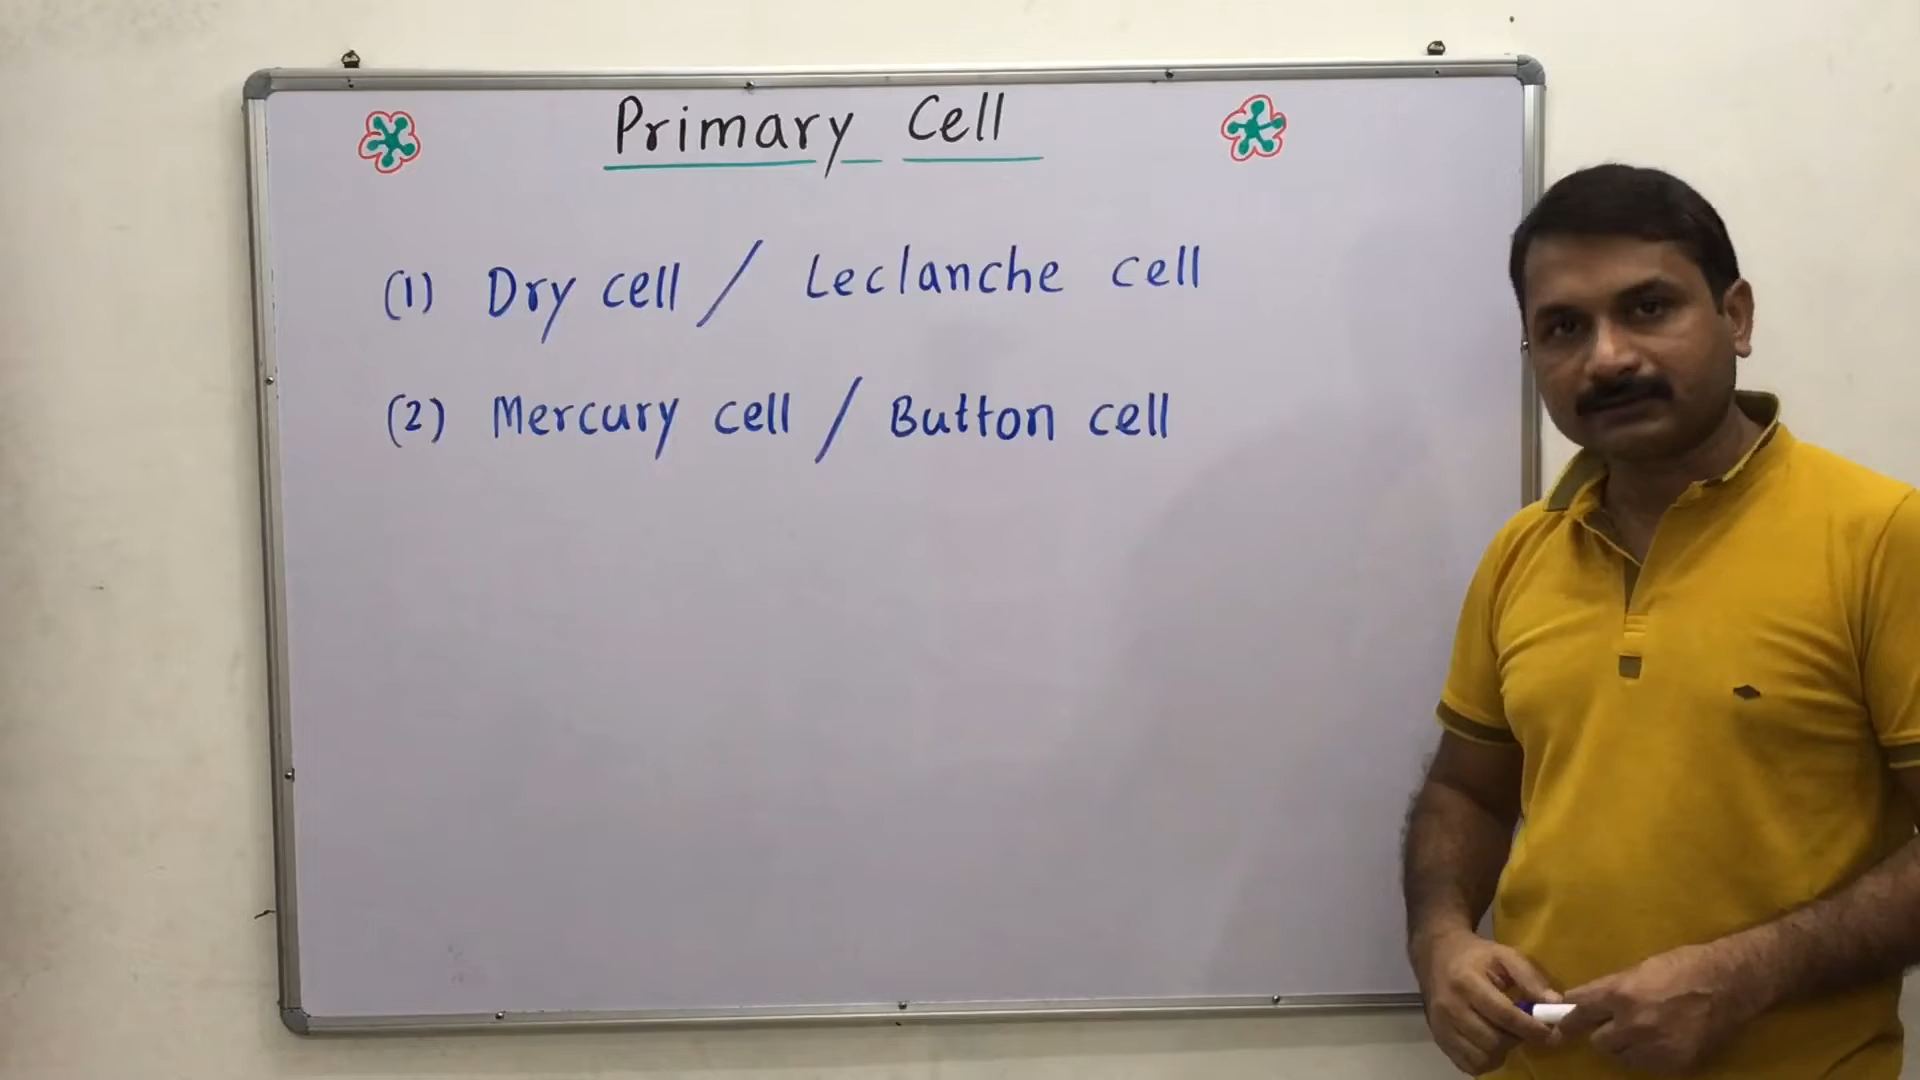 Primary Cell
(1) Dry cell / Leclanche cell
(2) Mercury cell / Button cell